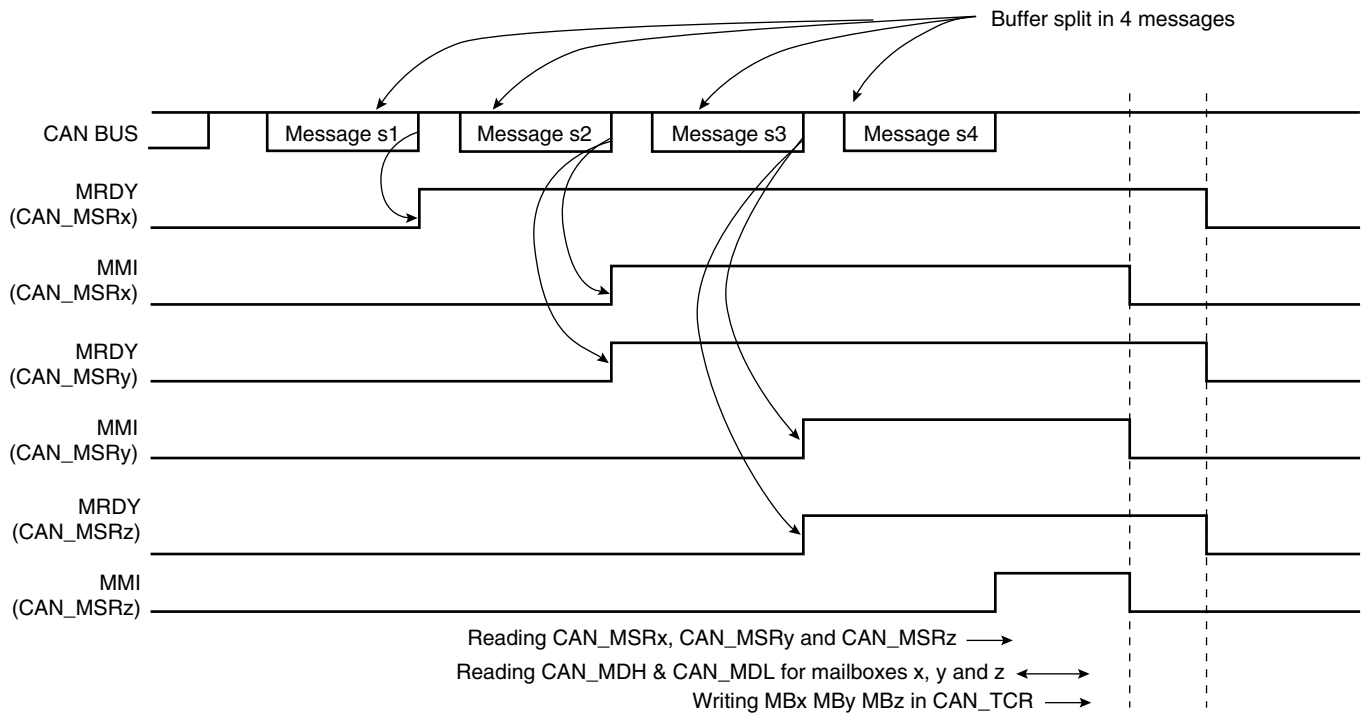 Buffer split in 4 messages
CAN BUS
Message s1
Message s2
Message s3
Message s4
MRDY
(CAN_MSRx)
MMI
(CAN_MSRx)
MRDY
(CAN_MSRy)
MMI
(CAN_MSRy)
MRDY
(CAN_MSRz)
MMI
(CAN_MSRz)
Reading CAN_MSRx, CAN_MSRy and CAN_MSRz
Reading CAN_MDH & CAN_MDL for mailboxes x, y and z
Writing MBx MBy MBz in CAN_TCR